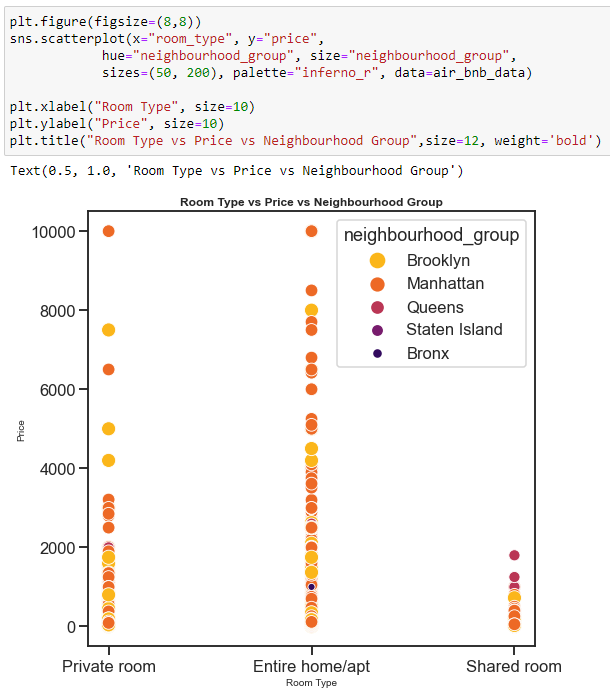 plt.figure(figsize=(8,8))
sns.scatterplot(x="room_type", y="price",
hue="neighbourhood_group", size="neighbourhood_group",
sizes=(50, 200), palette="inferno_r", data=air_bnb_data)
plt.xlabel("Room Type", size=10)
plt.ylabel("Price", size=10)
plt.title("Room Type vs Price vs Neighbourhood Group",size=12, weight='bold')
Text(0.5, 1.0, 'Room Type vs Price vs Neighbourhood Group')
Room Type vs Price vs Neighbourhood Group
neighbourhood_group
Brooklyn
Manhattan
Queens
Staten Island
Bronx
10000
8000
6000
4000
2000
0
Price
Private room
Entire home/apt
Shared room
Room Type